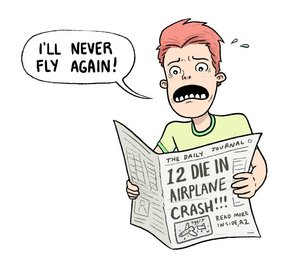 I'LL NEVER
FLY AGAIN!
THE DAILY JOURNAL
12 DIE IN
AIRPLANE
CRASH!!!
READ MORE
INSIDE, A2